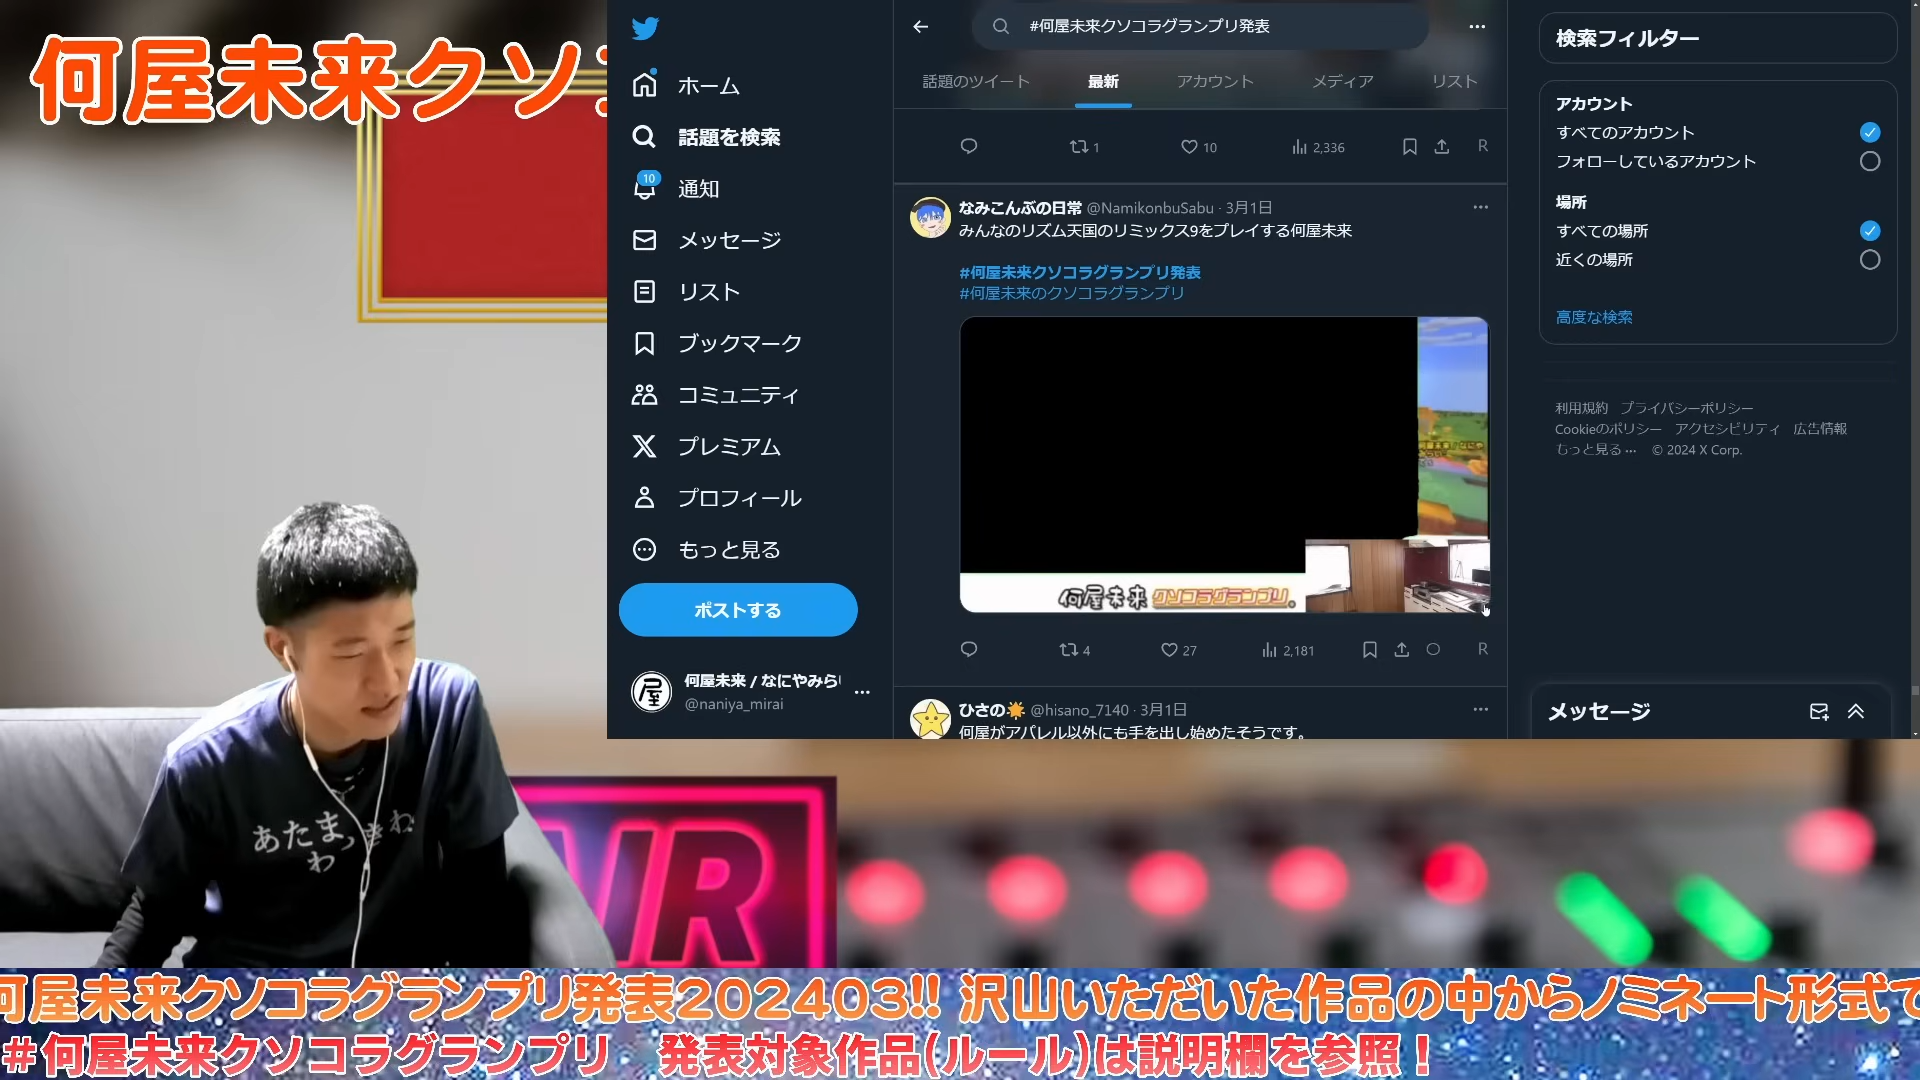 何屋未来クソ
ホーム
話題を検索
10
通知
メッセージ
リスト
ブックマーク
コミュニティ
プレミアム
プロフィール
もっと見る
ポストする
何屋未来 / なにやみら
@naniya_mirai
#何屋未来クソコラグランプリ発表
話題のツイート
最新
アカウント
メディア
リスト
1
10
2,336
R
なみこんぶの日常 @NamikonbuSabu · 3月1日
みんなのリズム天国のリミックス9をプレイする何屋未来
#何屋未来クソコラグランプリ発表
#何屋未来のクソコラグランプリ
何屋未来 クソコラグランプリ。
4
27
2,181
R
ひさの @hisano_7140 · 3月1日
何屋がアパレル以外にも手を出し始めたそうです。
検索フィルター
アカウント
すべてのアカウント
フォローしているアカウント
場所
すべての場所
近くの場所
高度な検索
利用規約 プライバシーポリシー
Cookieのポリシー アクセシビリティ 広告情報
もっと見る ··· © 2024 X Corp.
メッセージ
屋
あたま
わ
何屋未来クソコラグランプリ発表202403!! 沢山いただいた作品の中からノミネート形式で
#何屋未来クソコラグランプリ 発表対象作品(ルール)は説明欄を参照！